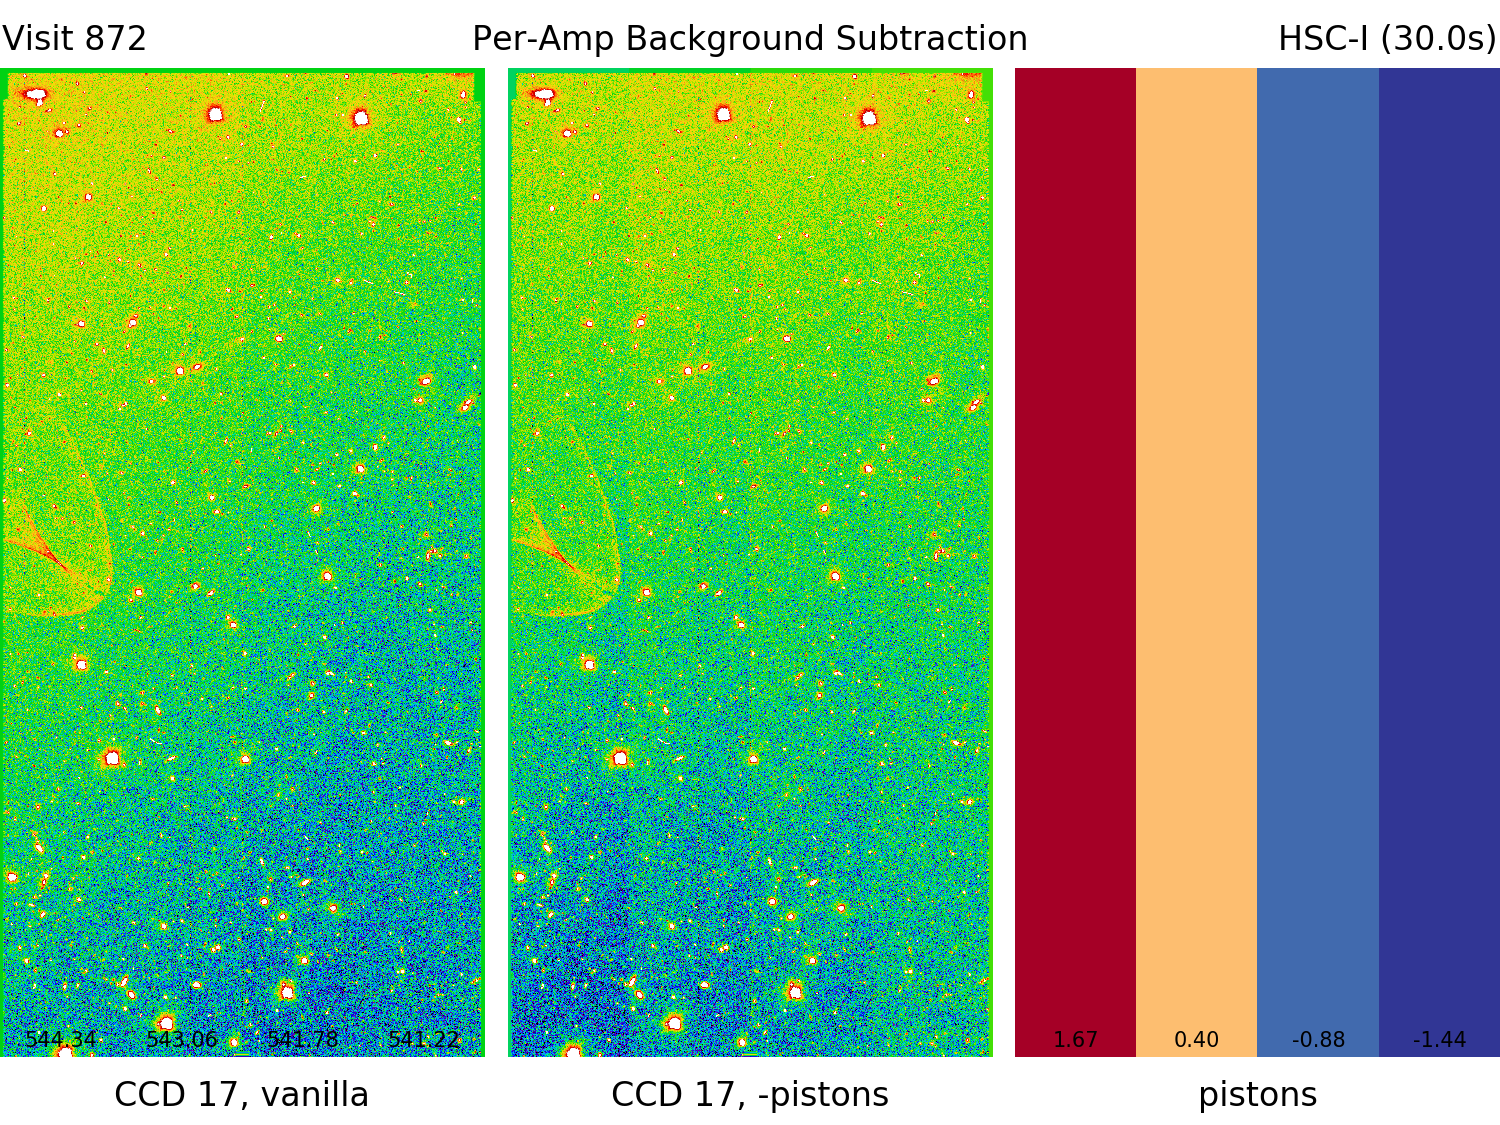 Visit 872 Per-Amp Background Subtraction HSC-I (30.0s)
544.34 543.06 541.78 541.22 1.67 0.40 -0.88 -1.44
CCD 17, vanilla CCD 17, -pistons pistons